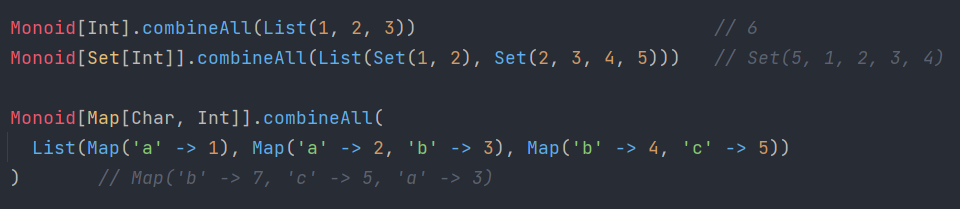 Monoid[Int].combineAll(List(1, 2, 3))                           // 6
Monoid[Set[Int]].combineAll(List(Set(1, 2), Set(2, 3, 4, 5)))   // Set(5, 1, 2, 3, 4)
Monoid[Map[Char, Int]].combineAll(
  List(Map('a' -> 1), Map('a' -> 2, 'b' -> 3), Map('b' -> 4, 'c' -> 5))
)       // Map('b' -> 7, 'c' -> 5, 'a' -> 3)